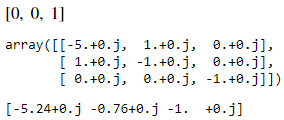 [0, 0, 1]
array([[-5.+0.j,  1.+0.j,  0.+0.j],
       [ 1.+0.j, -1.+0.j,  0.+0.j],
       [ 0.+0.j,  0.+0.j, -1.+0.j]])
[-5.24+0.j -0.76+0.j -1.  +0.j]